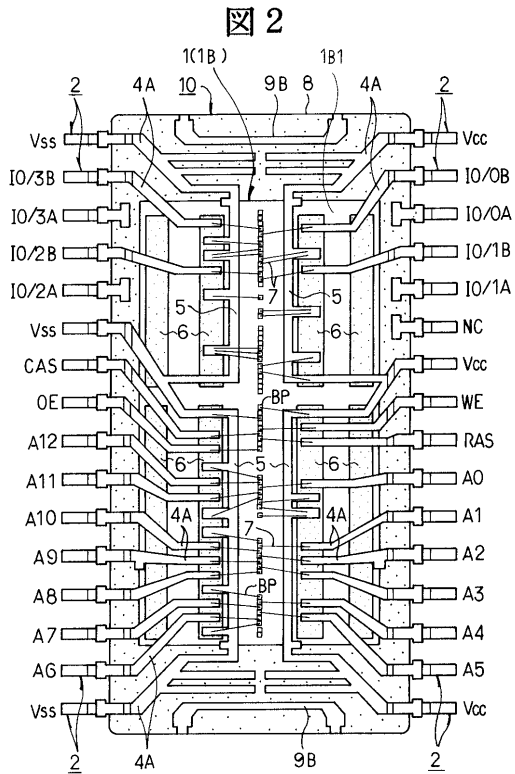 図2
1(1B) 1B1
2 4A 10 9B 8 4A 2
Vss Vcc
IO/3B IO/0B
IO/3A IO/0A
IO/2B IO/1B
7
IO/2A 5 5 IO/1A
6 6
Vss NC
CAS Vcc
BP
OE WE
A12 RAS
6 5 6
A11 A0
A10 7 4A A1
4A 4A
A9 A2
BP
A8 A3
A7 A4
A6 A5
Vss Vcc
2 4A 9B 2